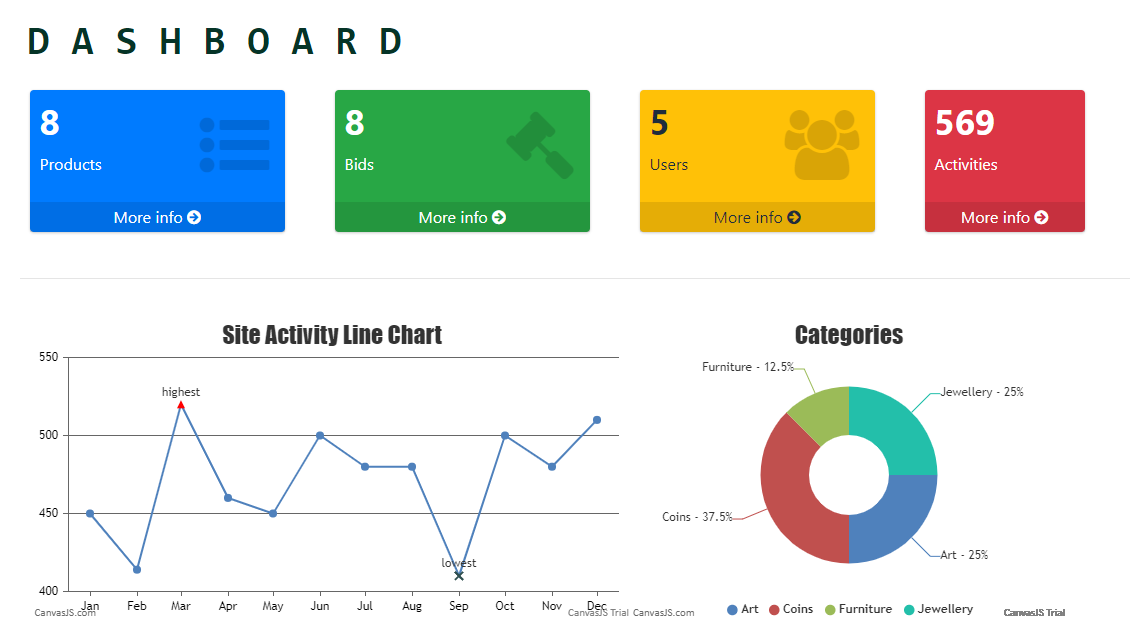 DASHBOARD
8
Products
More info
8
Bids
More info
5
Users
More info
569
Activities
More info
Site Activity Line Chart
550
500
450
400
highest
lowest
Jan Feb Mar Apr May Jun Jul Aug Sep Oct Nov Dec
CanvasJS.com
CanvasJS Trial
Categories
Furniture - 12.5%
Jewellery - 25%
Coins - 37.5%
Art - 25%
Art Coins Furniture Jewellery
CanvasJS.com
CanvasJS Trial